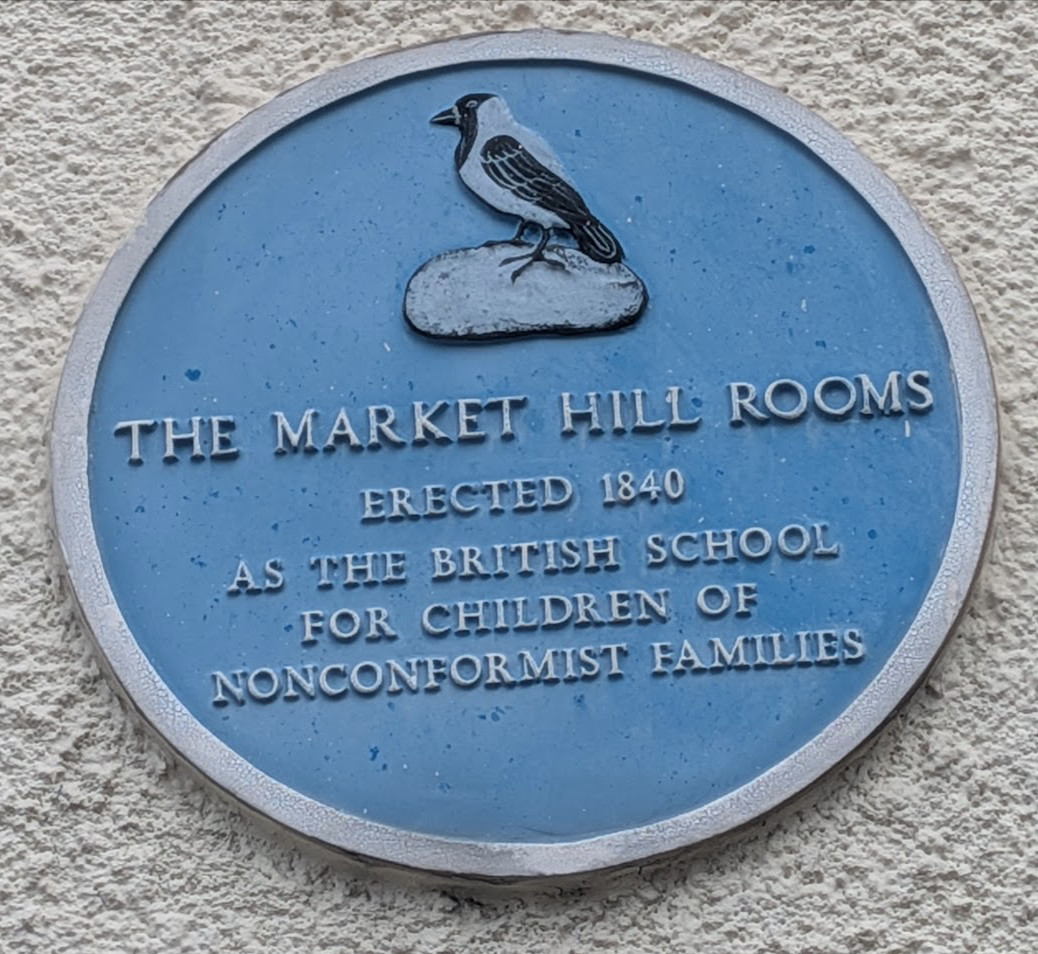 THE MARKET HILL ROOMS
ERECTED 1840
AS THE BRITISH SCHOOL
FOR CHILDREN OF
NONCONFORMIST FAMILIES